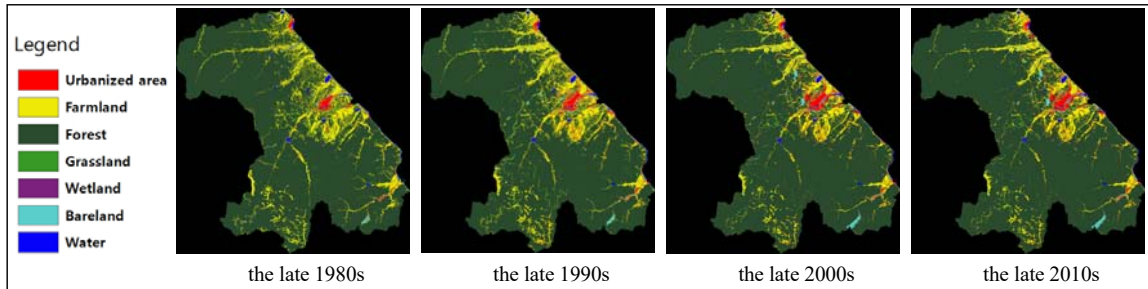 Legend
Urbanized area
Farmland
Forest
Grassland
Wetland
Bareland
Water
the late 1980s
the late 1990s
the late 2000s
the late 2010s